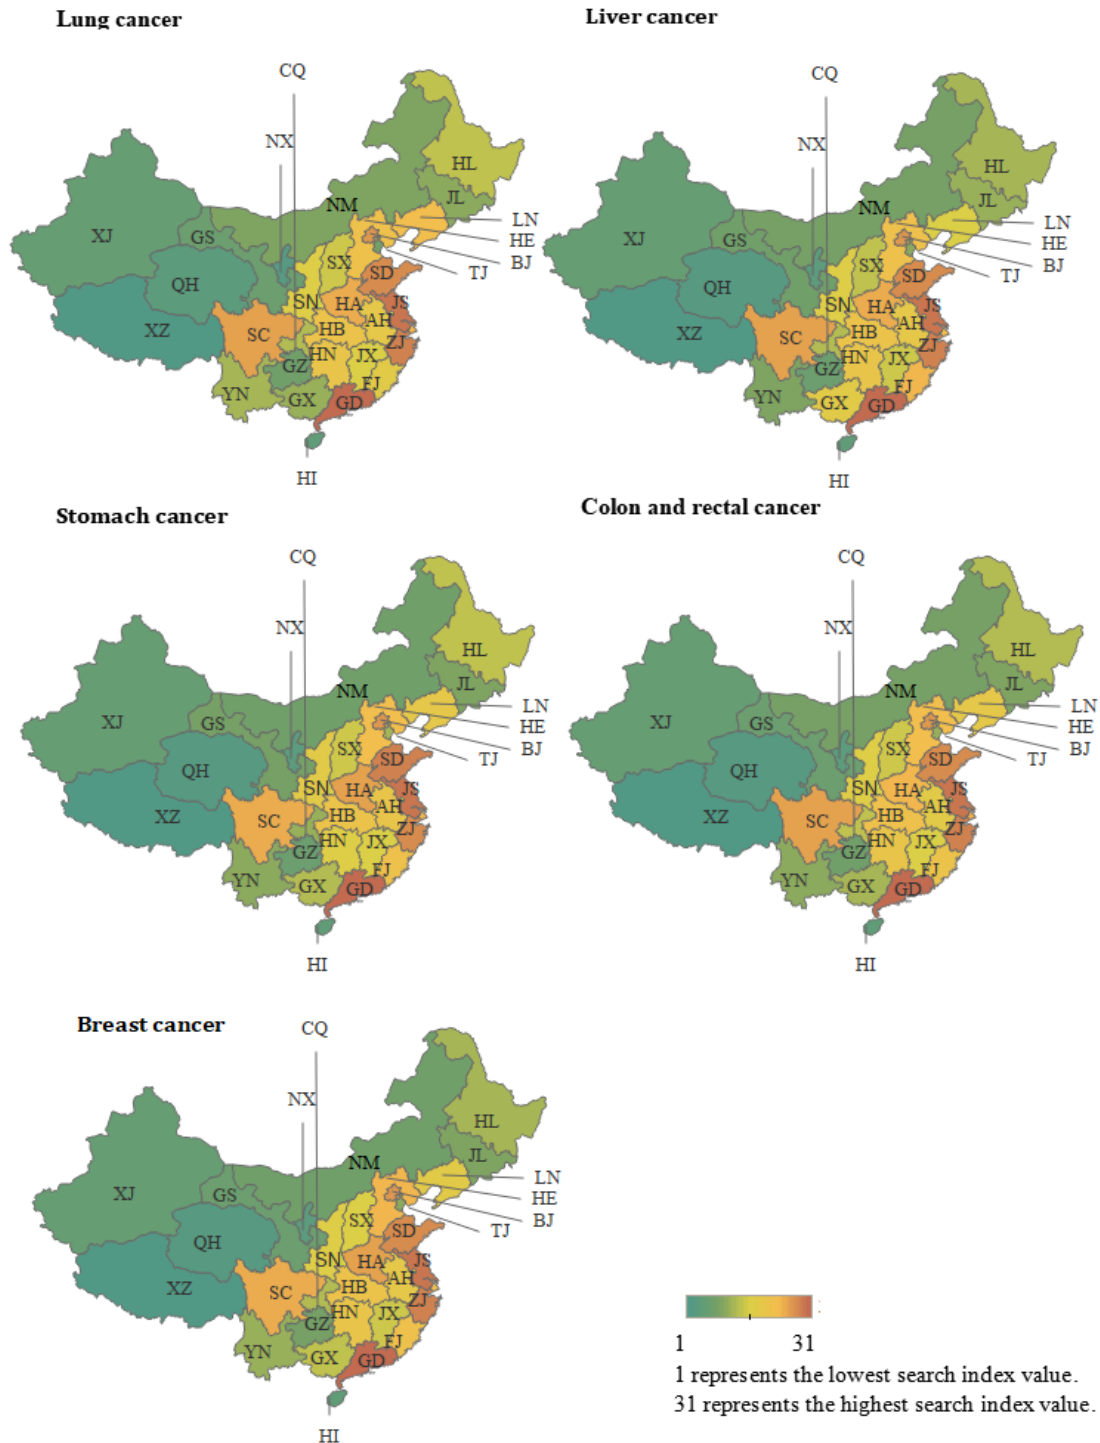 Lung cancer
CQ
NX
HL
NM
JL
LN
XJ
GS
HE
SX
BJ
QH
SD
TJ
SN
HA
JS
XZ
SC
HB
AH
ZJ
GZ
HN
JX
YN
GX
GD
FJ
HI
Liver cancer
CQ
NX
HL
NM
JL
LN
XJ
GS
HE
SX
BJ
QH
SD
TJ
SN
HA
JS
XZ
SC
HB
AH
ZJ
GZ
HN
JX
YN
GX
GD
FJ
HI
Stomach cancer
CQ
NX
HL
NM
JL
LN
XJ
GS
HE
SX
BJ
QH
SD
TJ
SN
HA
JS
XZ
SC
HB
AH
ZJ
GZ
HN
JX
YN
GX
GD
FJ
HI
Colon and rectal cancer
CQ
NX
HL
NM
JL
LN
XJ
GS
HE
SX
BJ
QH
SD
TJ
SN
HA
JS
XZ
SC
HB
AH
ZJ
GZ
HN
JX
YN
GX
GD
FJ
HI
Breast cancer
CQ
NX
HL
NM
JL
LN
XJ
GS
HE
SX
BJ
QH
SD
TJ
SN
HA
JS
XZ
SC
HB
AH
ZJ
GZ
HN
JX
YN
GX
GD
FJ
HI
1 31
1 represents the lowest search index value.
31 represents the highest search index value.